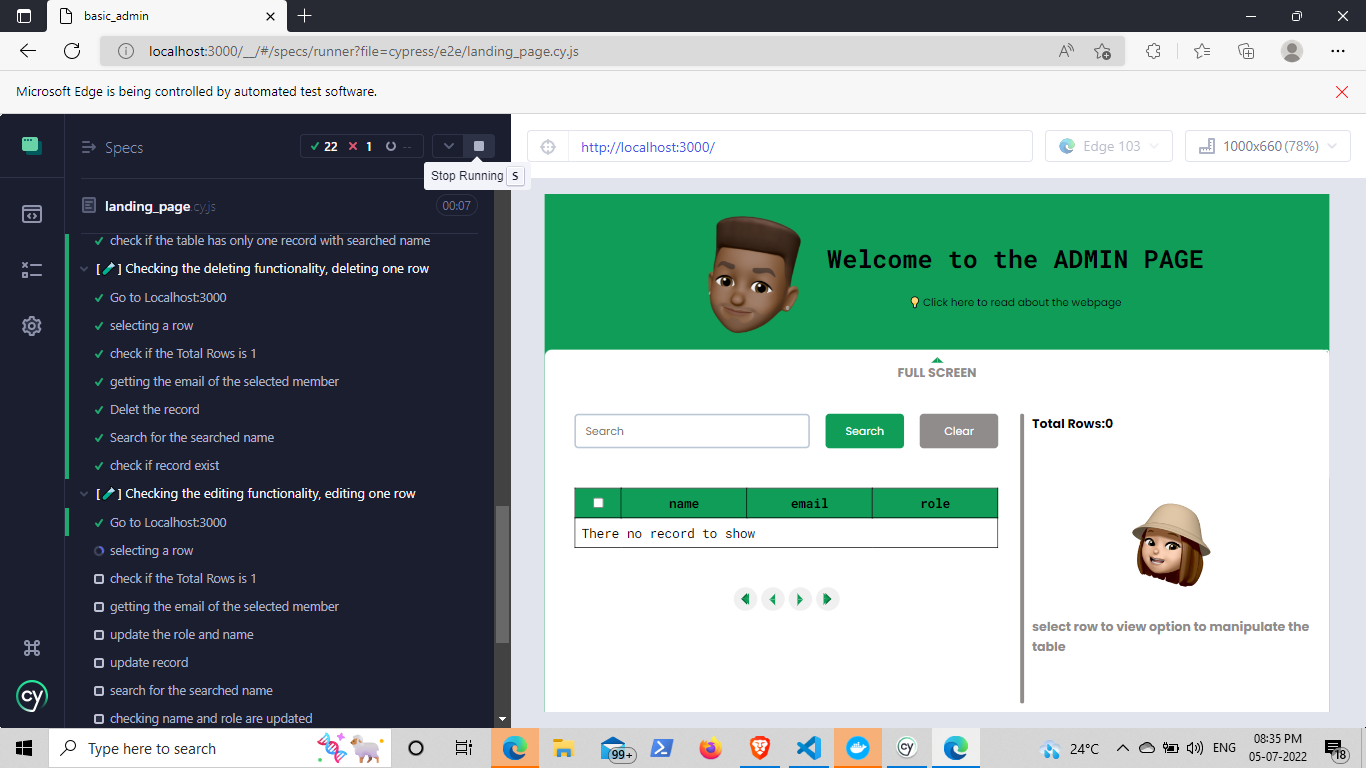 basic_admin
localhost:3000/__/#/specs/runner?file=cypress/e2e/landing_page.cy.js
Microsoft Edge is being controlled by automated test software.
Specs
22 1 --
Stop Running S
landing_page.cy.js 00:07
check if the table has only one record with searched name
[🧪] Checking the deleting functionality, deleting one row
Go to Localhost:3000
selecting a row
check if the Total Rows is 1
getting the email of the selected member
Delet the record
Search for the searched name
check if record exist
[🧪] Checking the editing functionality, editing one row
Go to Localhost:3000
selecting a row
check if the Total Rows is 1
getting the email of the selected member
update the role and name
update record
search for the searched name
checking name and role are updated
cy
http://localhost:3000/
Edge 103
1000x660 (78%)
Welcome to the ADMIN PAGE
💡 Click here to read about the webpage
FULL SCREEN
Search
Search
Clear
name email role
There no record to show
Total Rows:0
select row to view option to manipulate the
table
Type here to search
99+
cy
24°C
ENG
08:35 PM
05-07-2022
18